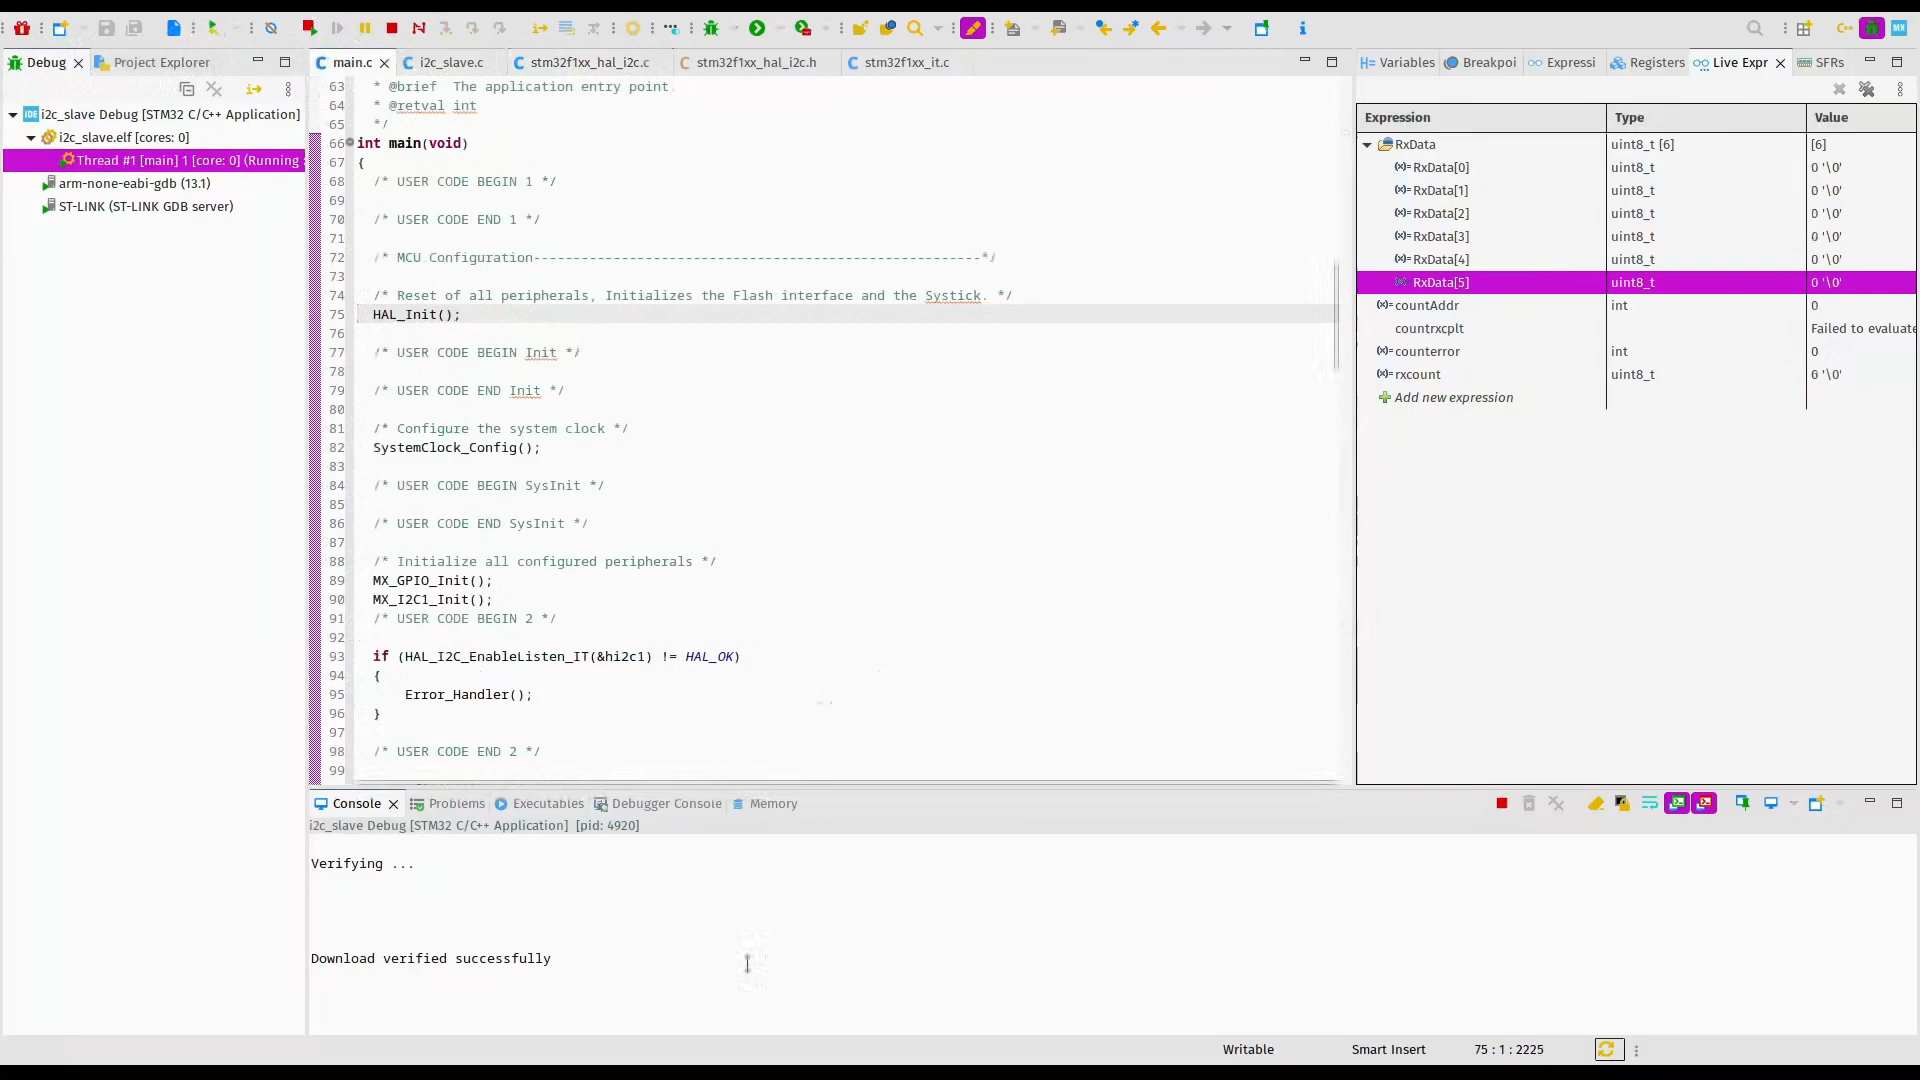 Debug
Project Explorer
i2c_slave Debug [STM32 C/C++ Application]
i2c_slave.elf [cores: 0]
Thread #1 [main] 1 [core: 0] (Running :
arm-none-eabi-gdb (13.1)
ST-LINK (ST-LINK GDB server)
main.c
i2c_slave.c
stm32f1xx_hal_i2c.c
stm32f1xx_hal_i2c.h
stm32f1xx_it.c
63 * @brief  The application entry point
64 * @retval int
65 */
66 int main(void)
67 {
68 /* USER CODE BEGIN 1 */
69
70 /* USER CODE END 1 */
71
72 /* MCU Configuration--------------------------------------------------------*/
73
74 /* Reset of all peripherals, Initializes the Flash interface and the Systick. */
75 HAL_Init();
76
77 /* USER CODE BEGIN Init */
78
79 /* USER CODE END Init */
80
81 /* Configure the system clock */
82 SystemClock_Config();
83
84 /* USER CODE BEGIN SysInit */
85
86 /* USER CODE END SysInit */
87
88 /* Initialize all configured peripherals */
89 MX_GPIO_Init();
90 MX_I2C1_Init();
91 /* USER CODE BEGIN 2 */
92
93 if (HAL_I2C_EnableListen_IT(&hi2c1) != HAL_OK)
94 {
95 Error_Handler();
96 }
97
98 /* USER CODE END 2 */
99
Variables
Breakpoi
Expressi
Registers
Live Expr
SFRs
Expression Type Value
RxData uint8_t [6] [6]
RxData[0] uint8_t 0 '\0'
RxData[1] uint8_t 0 '\0'
RxData[2] uint8_t 0 '\0'
RxData[3] uint8_t 0 '\0'
RxData[4] uint8_t 0 '\0'
RxData[5] uint8_t 0 '\0'
countAddr int 0
countrxcplt Failed to evaluate
counterror int 0
rxcount uint8_t 0 '\0'
Add new expression
Console
Problems
Executables
Debugger Console
Memory
i2c_slave Debug [STM32 C/C++ Application] [pid: 4920]
Verifying ...
Download verified successfully
Writable
Smart Insert
75 : 1 : 2225